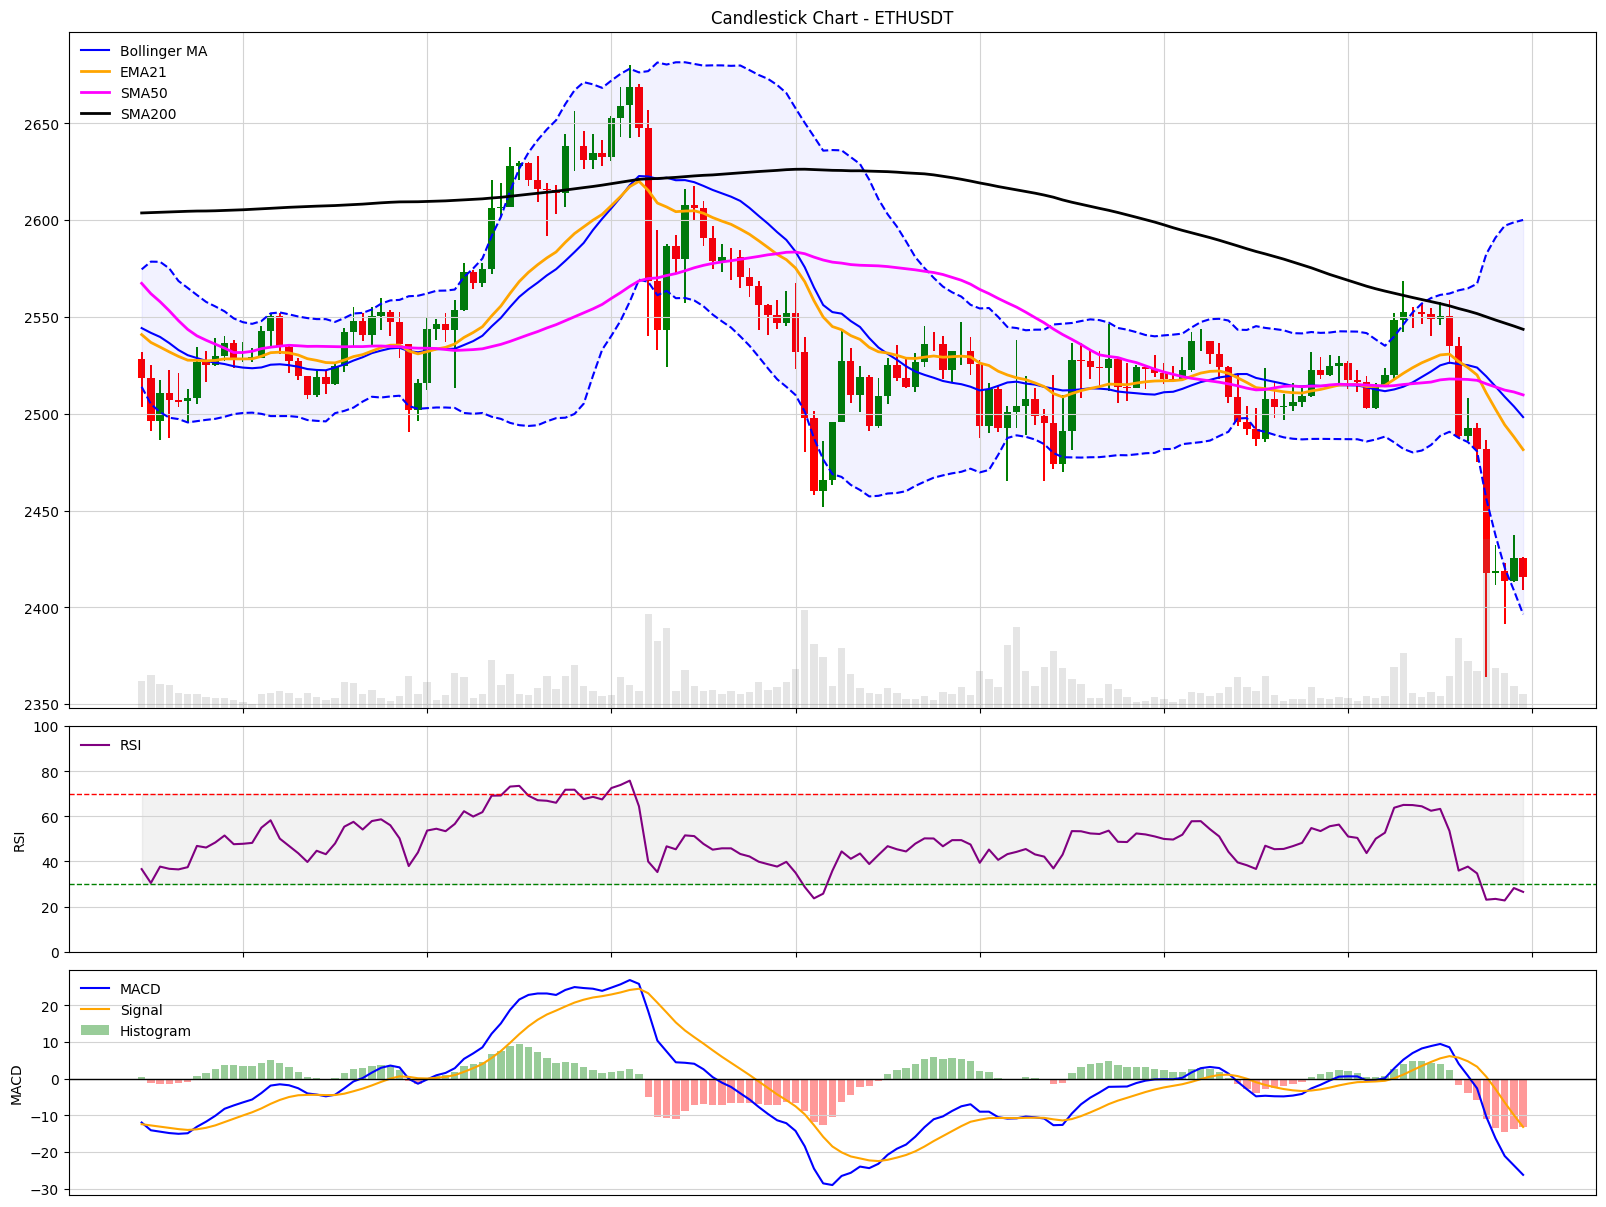 Candlestick Chart - ETHUSDT
Bollinger MA
EMA21
SMA50
SMA200
2650
2600
2550
2500
2450
2400
2350
100
80
60
40
20
0
RSI
RSI
20
10
0
−10
−20
−30
MACD
MACD
Signal
Histogram